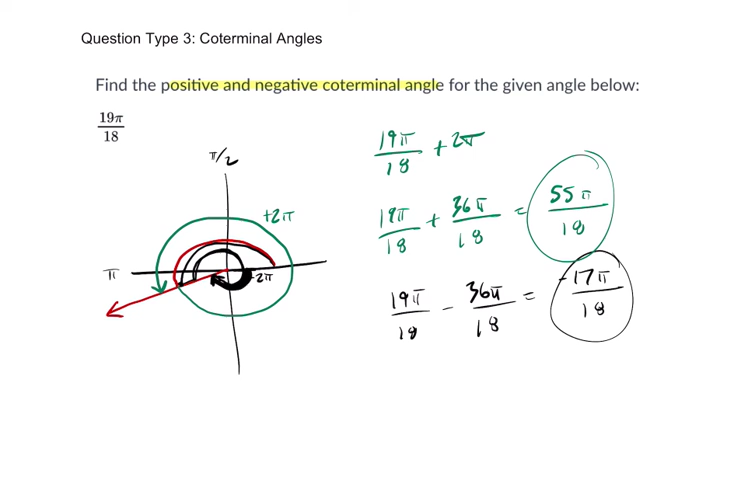 Question Type 3: Coterminal Angles
Find the positive and negative coterminal angle for the given angle below:
19π/18
π/2
+2π
π
-2π
19π/18 + 2π
19π/18 + 36π/18 = 55π/18
19π/18 - 36π/18 = -17π/18